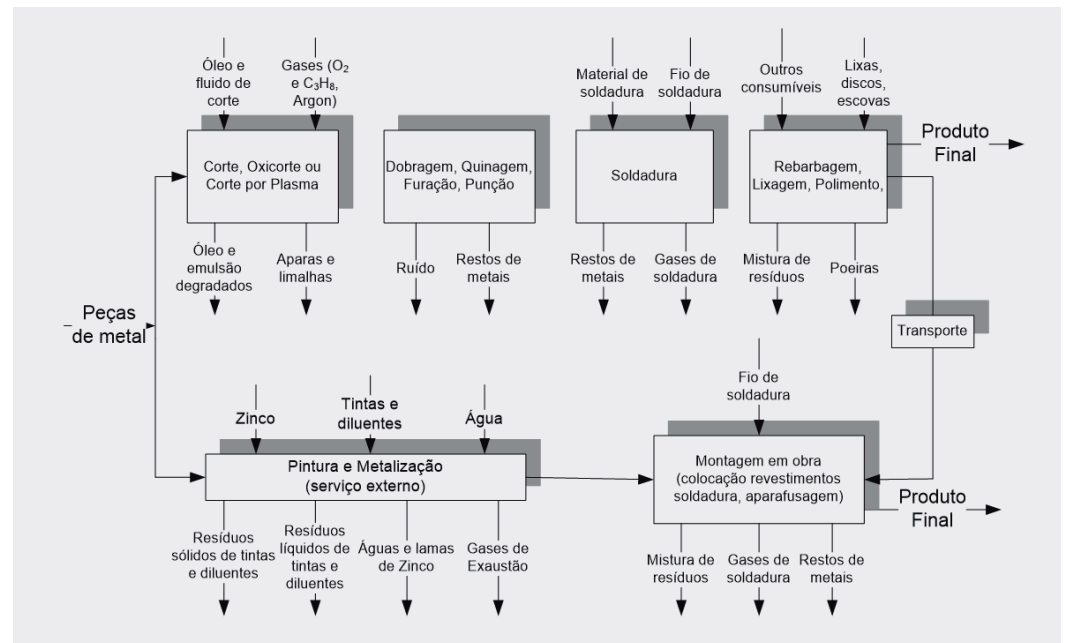 Óleo e
fluido de
corte
Gases (O₂
e C₃H₈,
Argon)
Material de
soldadura
Fio de
soldadura
Outros
consumíveis
Lixas,
discos,
escovas
Corte, Oxicorte ou
Corte por Plasma
Dobragem, Quinagem,
Furação, Punção
Soldadura
Rebarbagem,
Lixagem, Polimento,
Produto
Final
Óleo e
emulsão
degradados
Aparas e
limalhas
Ruído
Restos de
metais
Restos de
metais
Gases de
soldadura
Mistura de
resíduos
Poeiras
Peças
de metal
Transporte
Zinco
Tintas e
diluentes
Água
Fio de
soldadura
Pintura e Metalização
(serviço externo)
Montagem em obra
(colocação revestimentos
soldadura, aparafusagem)
Produto
Final
Resíduos
sólidos de tintas
e diluentes
Resíduos
líquidos de
tintas e
diluentes
Águas e lamas
de Zinco
Gases de
Exaustão
Mistura de
resíduos
Gases de
soldadura
Restos de
metais